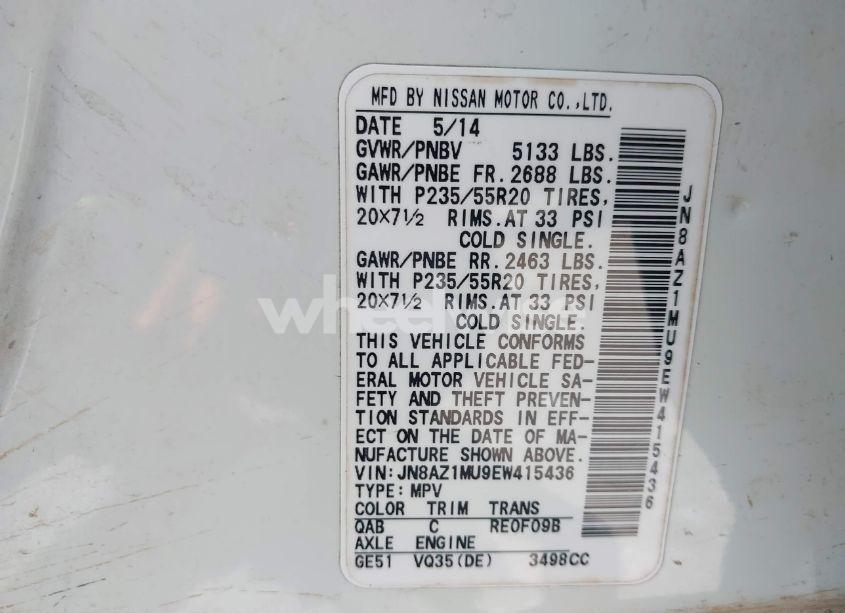 MFD BY NISSAN MOTOR CO.,LTD.
DATE 5/14
GVWR/PNBV 5133 LBS.
GAWR/PNBE FR. 2688 LBS.
WITH P235/55R20 TIRES,
20X7½ RIMS. AT 33 PSI
COLD SINGLE.
GAWR/PNBE RR. 2463 LBS.
WITH P235/55R20 TIRES,
20X7½ RIMS. AT 33 PSI
COLD SINGLE.
THIS VEHICLE CONFORMS
TO ALL APPLICABLE FED-
ERAL MOTOR VEHICLE SA-
FETY AND THEFT PREVEN-
TION STANDARDS IN EFF-
ECT ON THE DATE OF MA-
NUFACTURE SHOWN ABOVE.
VIN: JN8AZ1MU9EW415436
TYPE: MPV
COLOR TRIM TRANS
QAB C RE0F09B
AXLE ENGINE
GE51 VQ35(DE) 3498CC
JN8AZ1MU9EW415436